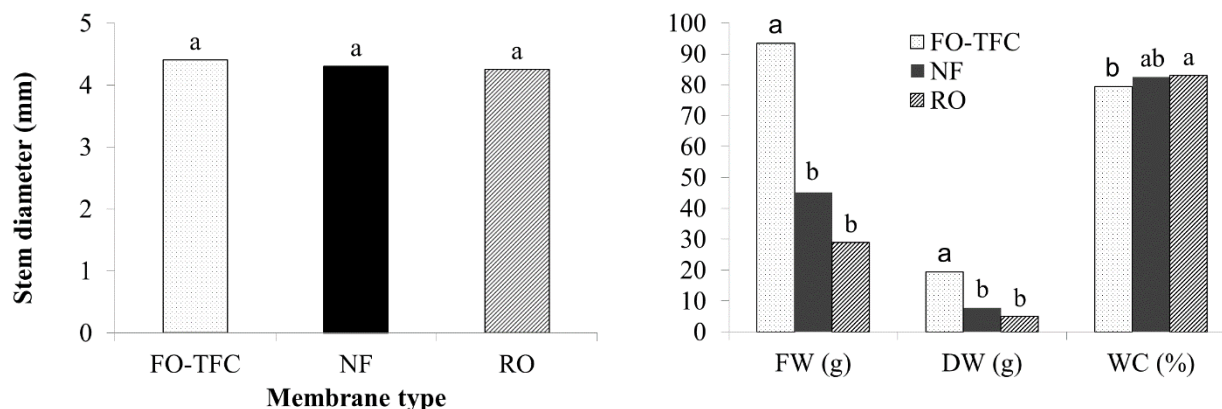 Stem diameter (mm)
5
4
3
2
1
0
a
a
a
FO-TFC
NF
RO
Membrane type
100
90
80
70
60
50
40
30
20
10
0
a
b
b
a
b
b
b
ab
a
FO-TFC
NF
RO
FW (g)
DW (g)
WC (%)